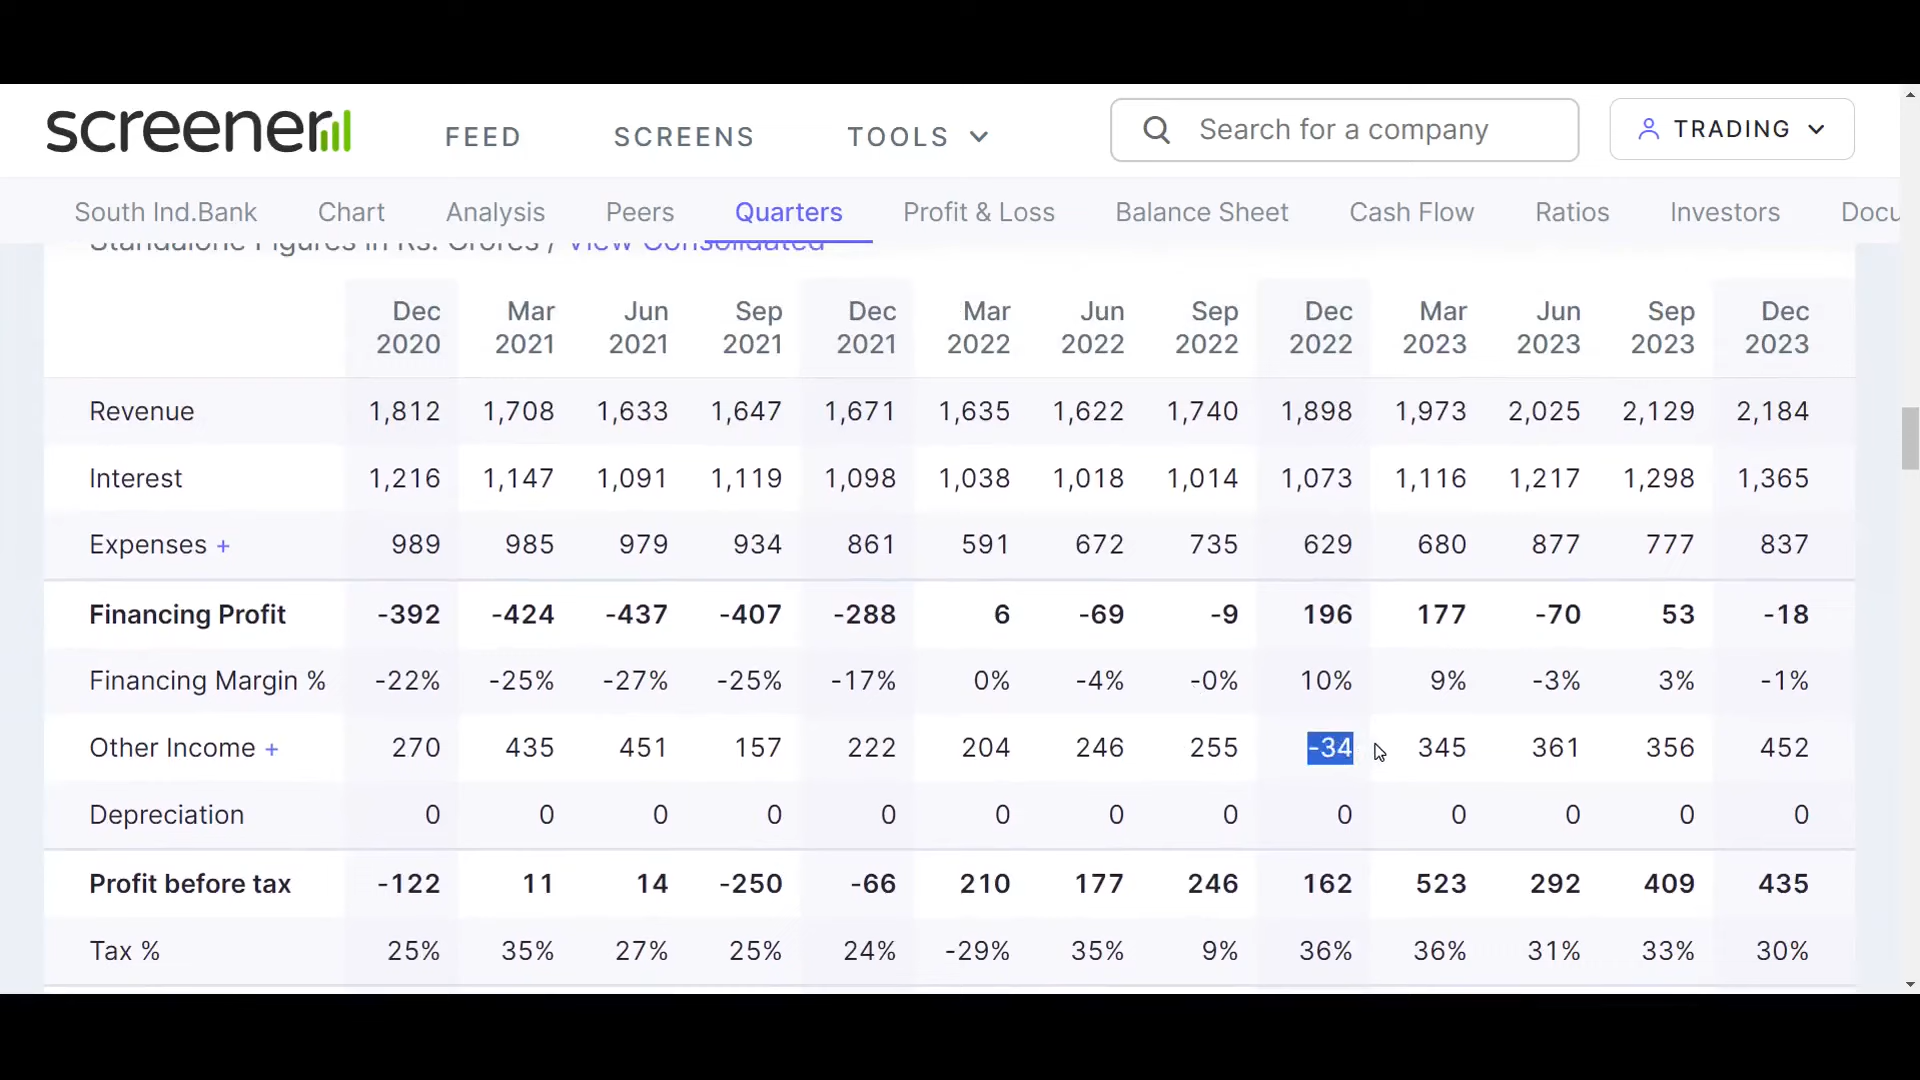 screener
FEED SCREENS TOOLS Search for a company TRADING
South Ind.Bank Chart Analysis Peers Quarters Profit & Loss Balance Sheet Cash Flow Ratios Investors Docu
Standalone Figures in Rs. Crores / View Consolidated
Dec 2020 Mar 2021 Jun 2021 Sep 2021 Dec 2021 Mar 2022 Jun 2022 Sep 2022 Dec 2022 Mar 2023 Jun 2023 Sep 2023 Dec 2023
Revenue 1,812 1,708 1,633 1,647 1,671 1,635 1,622 1,740 1,898 1,973 2,025 2,129 2,184
Interest 1,216 1,147 1,091 1,119 1,098 1,038 1,018 1,014 1,073 1,116 1,217 1,298 1,365
Expenses + 989 985 979 934 861 591 672 735 629 680 877 777 837
Financing Profit -392 -424 -437 -407 -288 6 -69 -9 196 177 -70 53 -18
Financing Margin % -22% -25% -27% -25% -17% 0% -4% -0% 10% 9% -3% 3% -1%
Other Income + 270 435 451 157 222 204 246 255 -34 345 361 356 452
Depreciation 0 0 0 0 0 0 0 0 0 0 0 0 0
Profit before tax -122 11 14 -250 -66 210 177 246 162 523 292 409 435
Tax % 25% 35% 27% 25% 24% -29% 35% 9% 36% 36% 31% 33% 30%